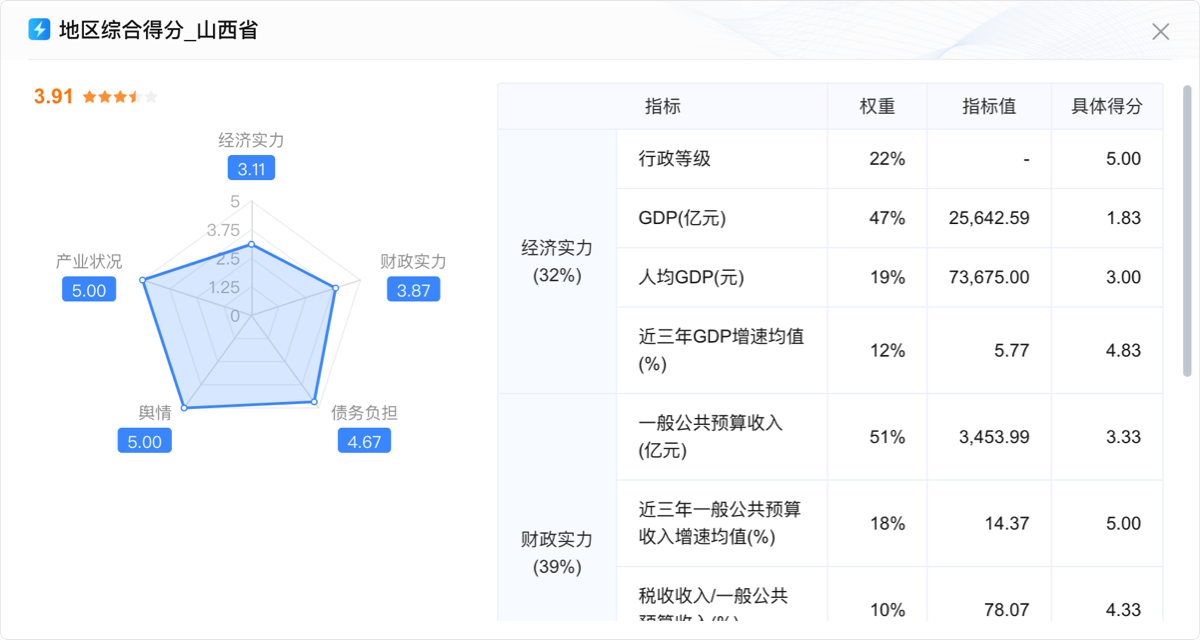 地区综合得分_山西省
3.91
经济实力
3.11
5
3.75
2.5
1.25
0
产业状况
5.00
财政实力
3.87
舆情
5.00
债务负担
4.67
指标 权重 指标值 具体得分
经济实力
(32%)
行政等级 22% - 5.00
GDP(亿元) 47% 25,642.59 1.83
人均GDP(元) 19% 73,675.00 3.00
近三年GDP增速均值
(%) 12% 5.77 4.83
财政实力
(39%)
一般公共预算收入
(亿元) 51% 3,453.99 3.33
近三年一般公共预算
收入增速均值(%) 18% 14.37 5.00
税收收入/一般公共
预算收入(%) 10% 78.07 4.33